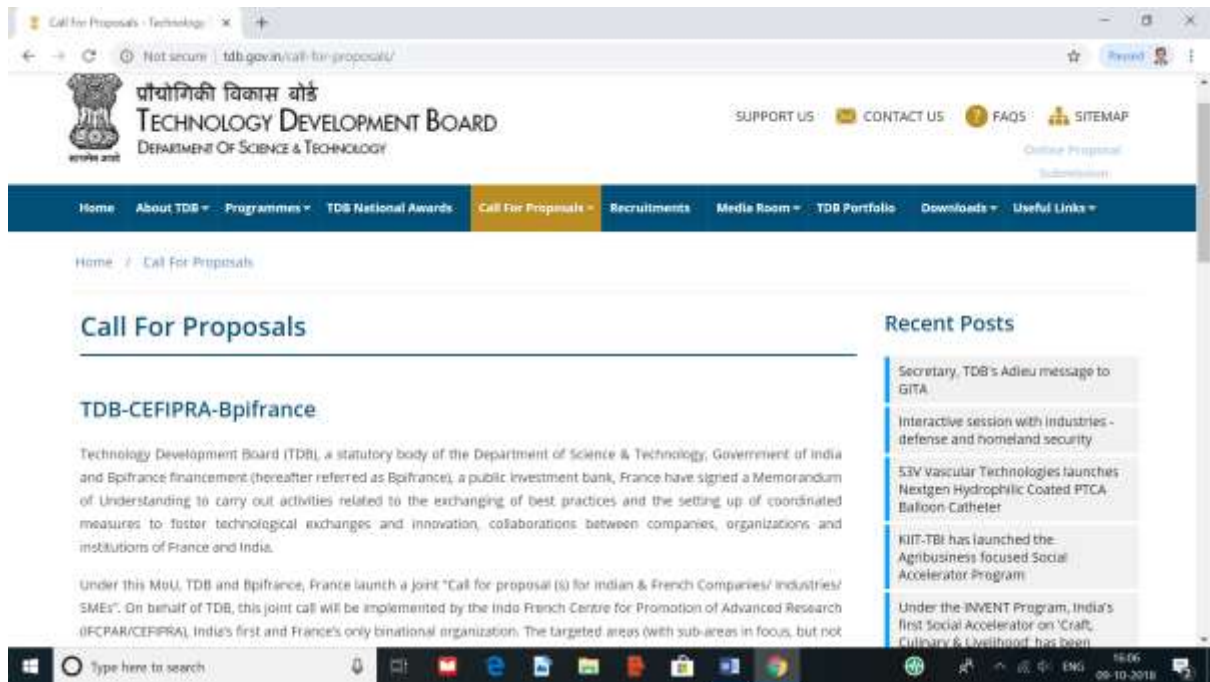 Call for Proposals - Technology
Not secure | tdb.gov.in/call-for-proposals/
Paused
प्रौद्योगिकी विकास बोर्ड
TECHNOLOGY DEVELOPMENT BOARD
DEPARTMENT OF SCIENCE & TECHNOLOGY
सत्यमेव जयते
SUPPORT US CONTACT US FAQS SITEMAP
Online Proposal
Submission
Home About TDB Programmes TDB National Awards Call For Proposals Recruitments Media Room TDB Portfolio Downloads Useful Links
Home / Call For Proposals
Call For Proposals
TDB-CEFIPRA-Bpifrance
Technology Development Board (TDB), a statutory body of the Department of Science & Technology, Government of India
and Bpifrance financement (hereafter referred as Bpifrance), a public investment bank, France have signed a Memorandum
of Understanding to carry out activities related to the exchanging of best practices and the setting up of coordinated
measures to foster technological exchanges and innovation, collaborations between companies, organizations and
institutions of France and India.
Under this MoU, TDB and Bpifrance, France launch a joint "Call for proposal (s) for Indian & French Companies/ Industries/
SMEs". On behalf of TDB, this joint call will be implemented by the Indo French Centre for Promotion of Advanced Research
(IFCPAR/CEFIPRA), India's first and France's only binational organization. The targeted areas (with sub-areas in focus, but not
Recent Posts
Secretary, TDB's Adieu message to
GITA
Interactive session with industries -
defense and homeland security
S3V Vascular Technologies launches
Nextgen Hydrophilic Coated PTCA
Balloon Catheter
KIIT-TBI has launched the
Agribusiness focused Social
Accelerator Program
Under the INVENT Program, India's
first Social Accelerator on 'Craft,
Culinary & Livelihood' has been
Type here to search
ENG
16:06
09-10-2018